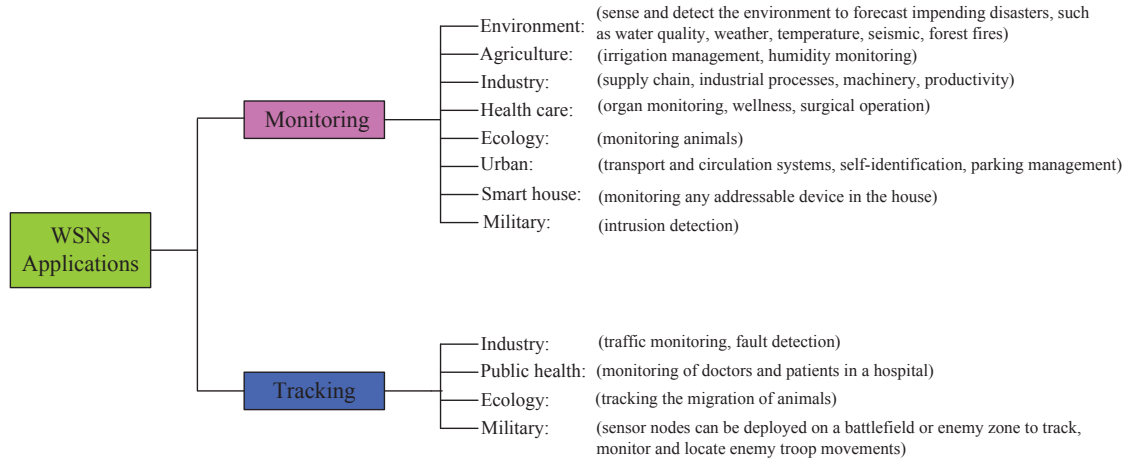 WSNs
Applications
Monitoring
Environment: (sense and detect the environment to forecast impending disasters, such
as water quality, weather, temperature, seismic, forest fires)
Agriculture: (irrigation management, humidity monitoring)
Industry: (supply chain, industrial processes, machinery, productivity)
Health care: (organ monitoring, wellness, surgical operation)
Ecology: (monitoring animals)
Urban: (transport and circulation systems, self-identification, parking management)
Smart house: (monitoring any addressable device in the house)
Military: (intrusion detection)
Tracking
Industry: (traffic monitoring, fault detection)
Public health: (monitoring of doctors and patients in a hospital)
Ecology: (tracking the migration of animals)
Military: (sensor nodes can be deployed on a battlefield or enemy zone to track,
monitor and locate enemy troop movements)